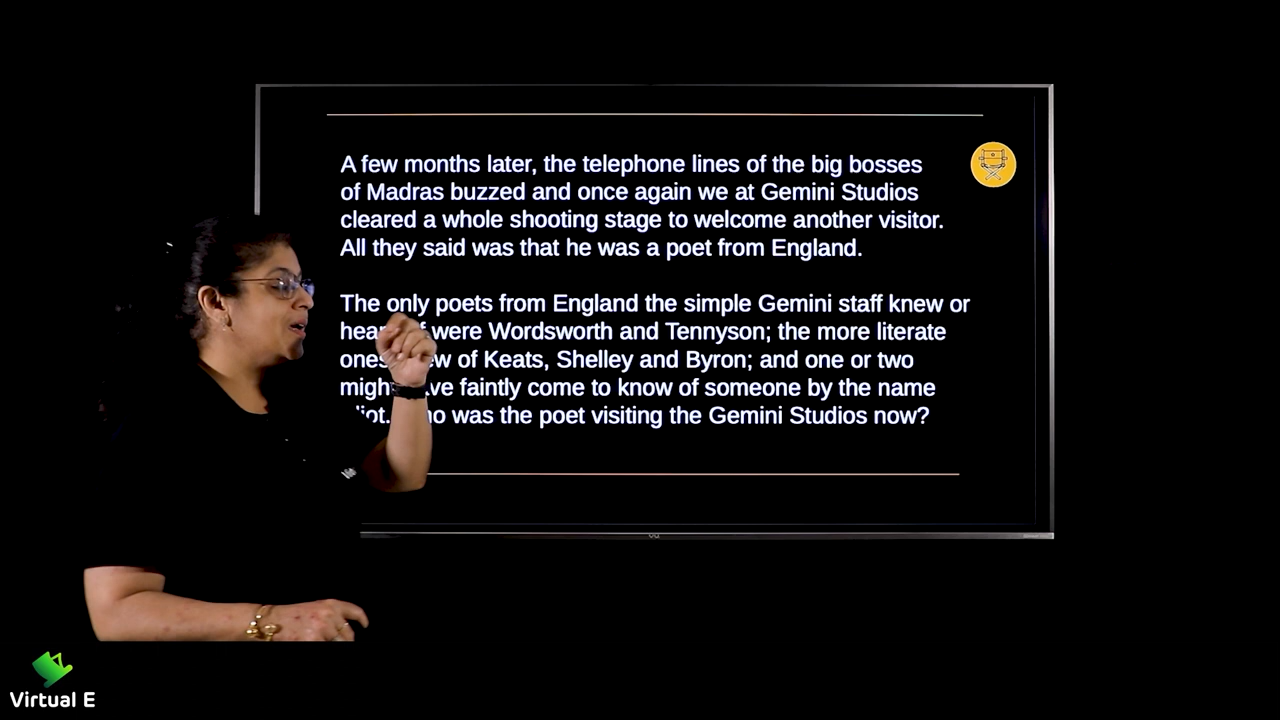 A few months later, the telephone lines of the big bosses
of Madras buzzed and once again we at Gemini Studios
cleared a whole shooting stage to welcome another visitor.
All they said was that he was a poet from England.
The only poets from England the simple Gemini staff knew or
were Wordsworth and Tennyson; the more literate
of Keats, Shelley and Byron; and one or two
faintly come to know of someone by the name
was the poet visiting the Gemini Studios now?
Virtual E